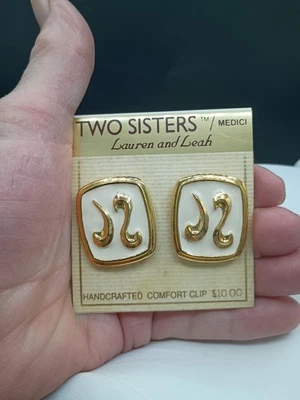 TWO SISTERS™/MEDICI
Lauren and Leah
HANDCRAFTED COMFORT CLIP $10.00